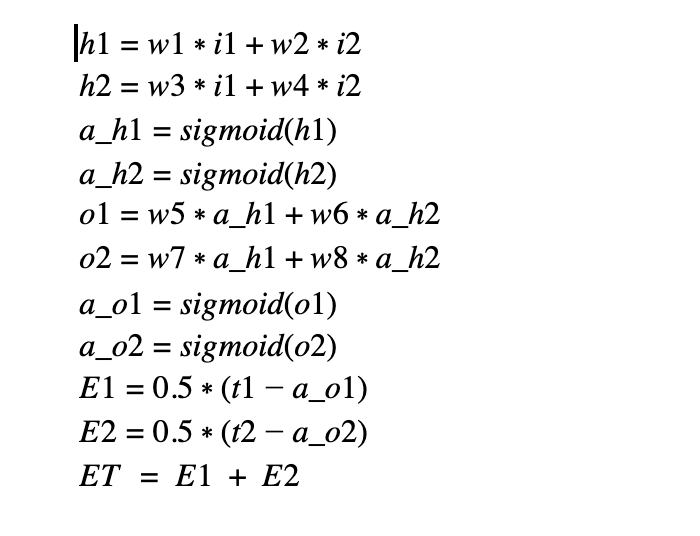 h1 = w1 * i1 + w2 * i2
h2 = w3 * i1 + w4 * i2
a_h1 = sigmoid(h1)
a_h2 = sigmoid(h2)
o1 = w5 * a_h1 + w6 * a_h2
o2 = w7 * a_h1 + w8 * a_h2
a_o1 = sigmoid(o1)
a_o2 = sigmoid(o2)
E1 = 0.5 * (t1 − a_o1)
E2 = 0.5 * (t2 − a_o2)
ET = E1 + E2